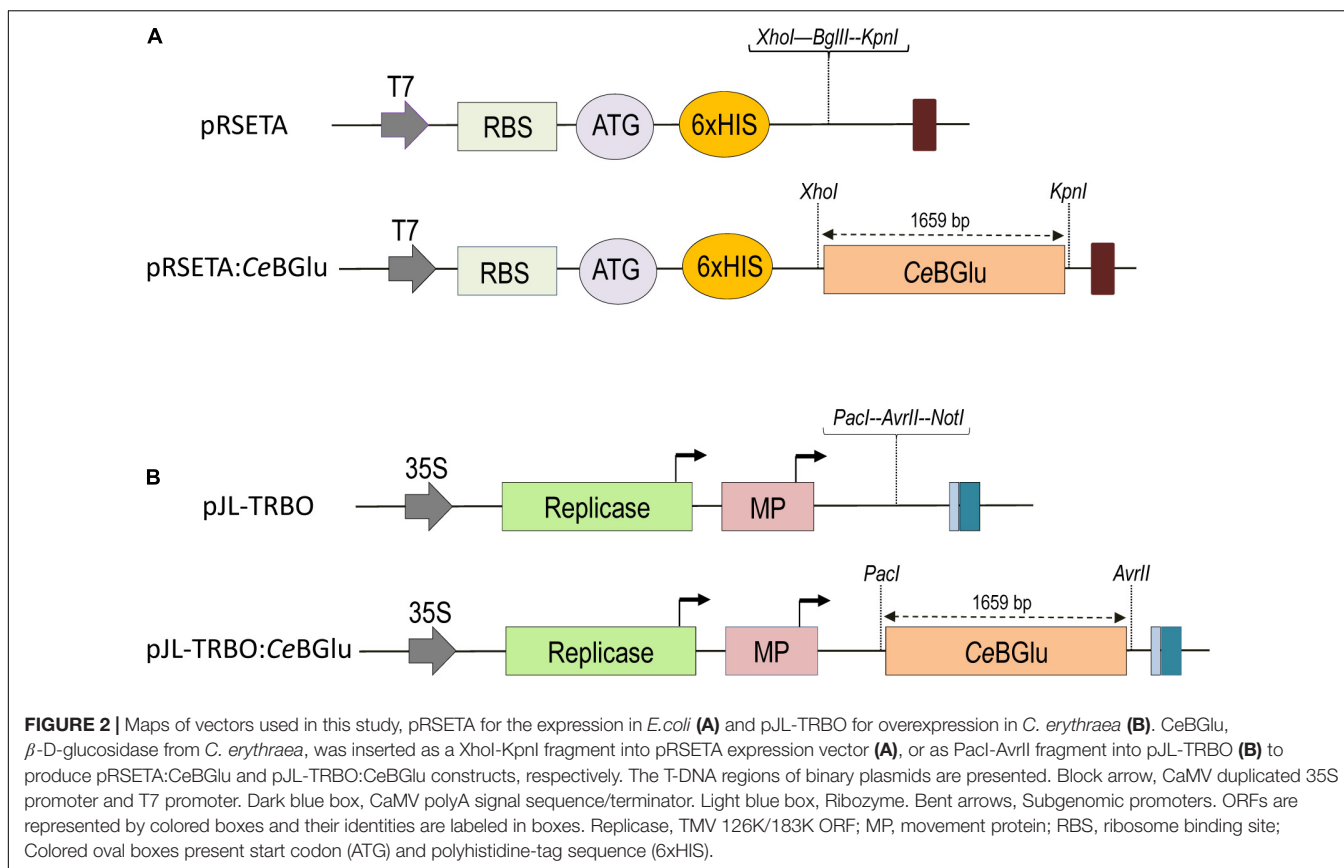 A
XhoI—BglII--KpnI
T7
pRSETA
RBS
ATG
6xHIS
XhoI
KpnI
1659 bp
T7
pRSETA:CeBGlu
RBS
ATG
6xHIS
CeBGlu
PacI--AvrII--NotI
B
35S
pJL-TRBO
Replicase
MP
PacI
AvrII
1659 bp
35S
pJL-TRBO:CeBGlu
Replicase
MP
CeBGlu
FIGURE 2 | Maps of vectors used in this study, pRSETA for the expression in E.coli (A) and pJL-TRBO for overexpression in C. erythraea (B). CeBGlu,
β-D-glucosidase from C. erythraea, was inserted as a XhoI-KpnI fragment into pRSETA expression vector (A), or as PacI-AvrII fragment into pJL-TRBO (B) to
produce pRSETA:CeBGlu and pJL-TRBO:CeBGlu constructs, respectively. The T-DNA regions of binary plasmids are presented. Block arrow, CaMV duplicated 35S
promoter and T7 promoter. Dark blue box, CaMV polyA signal sequence/terminator. Light blue box, Ribozyme. Bent arrows, Subgenomic promoters. ORFs are
represented by colored boxes and their identities are labeled in boxes. Replicase, TMV 126K/183K ORF; MP, movement protein; RBS, ribosome binding site;
Colored oval boxes present start codon (ATG) and polyhistidine-tag sequence (6xHIS).